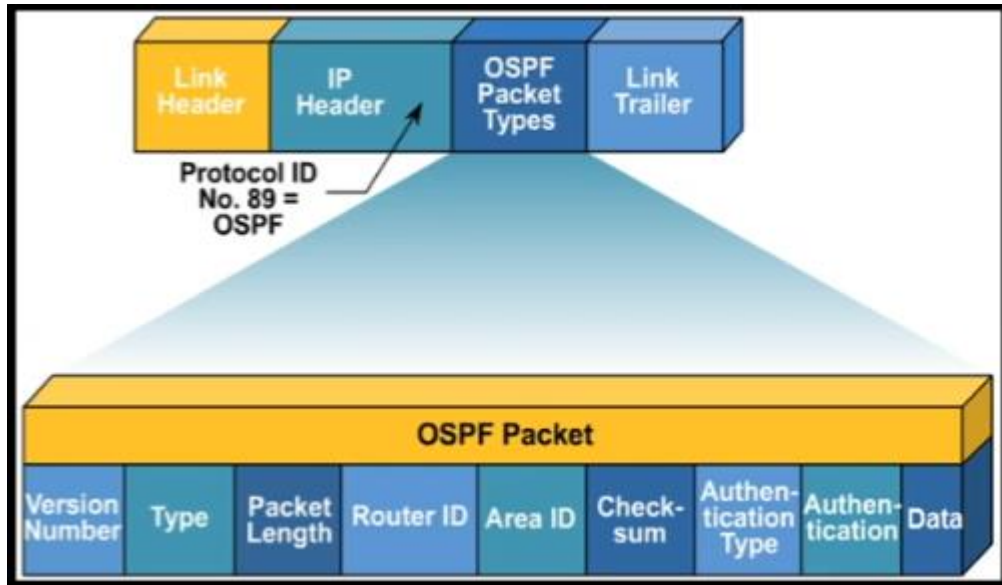 Link
Header
IP
Header
OSPF
Packet
Types
Link
Trailer
Protocol ID
No. 89 =
OSPF
OSPF Packet
Version
Number
Type
Packet
Length
Router ID
Area ID
Check-
sum
Authen-
tication
Type
Authen-
tication
Data